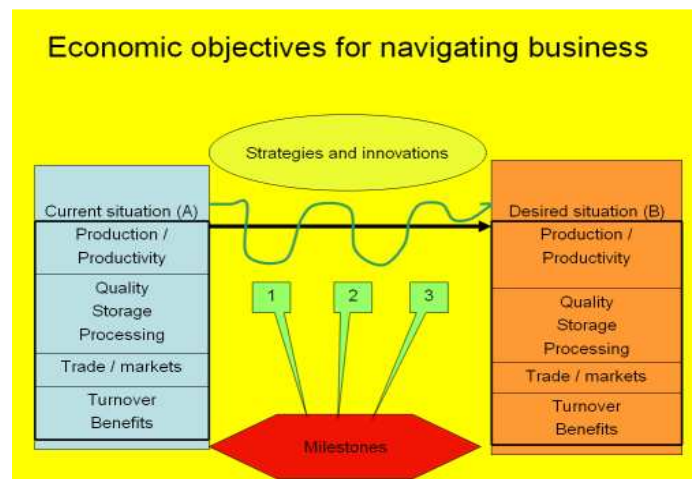 Economic objectives for navigating business
Strategies and innovations
Current situation (A)
Production /
Productivity
Quality
Storage
Processing
Trade / markets
Turnover
Benefits
1
2
3
Milestones
Desired situation (B)
Production /
Productivity
Quality
Storage
Processing
Trade / markets
Turnover
Benefits